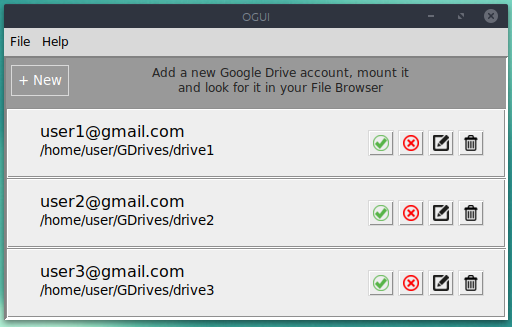 OGUI
File Help
+ New
Add a new Google Drive account, mount it
and look for it in your File Browser
user1@gmail.com
/home/user/GDrives/drive1
user2@gmail.com
/home/user/GDrives/drive2
user3@gmail.com
/home/user/GDrives/drive3